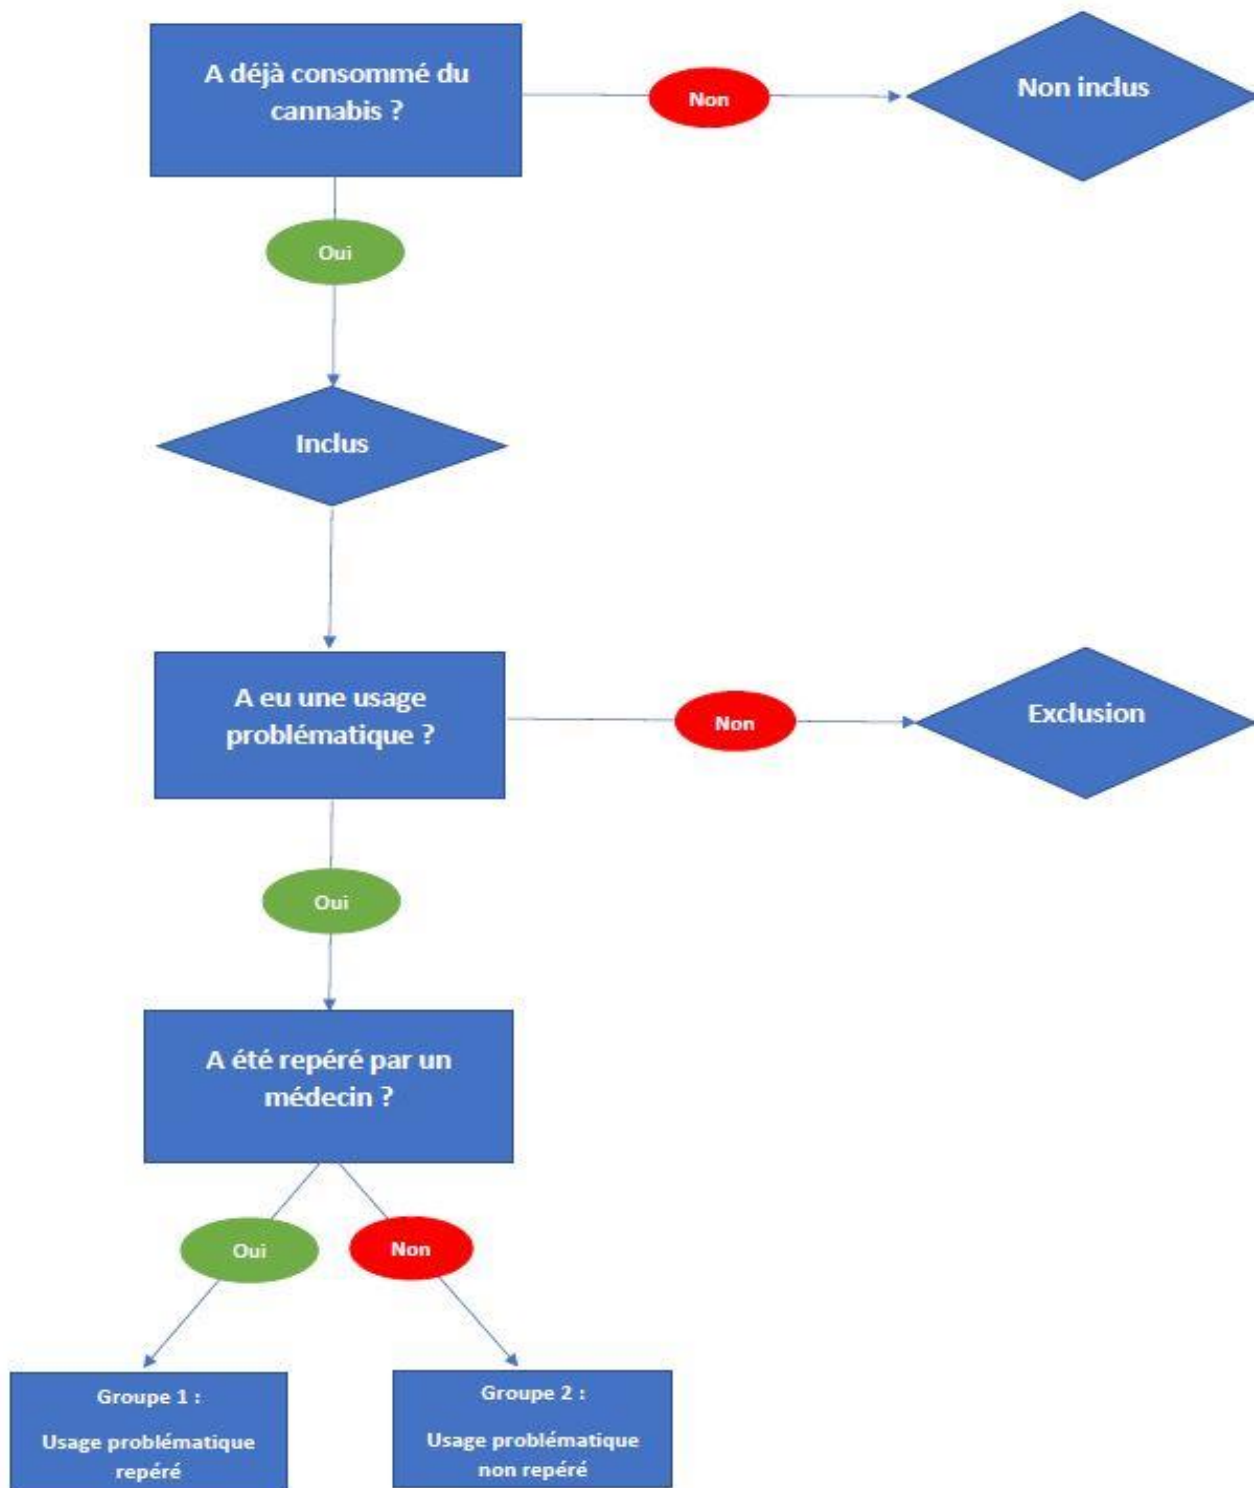 A déjà consommé du
cannabis ?
Non
Non inclus
Oui
Inclus
A eu une usage
problématique ?
Non
Exclusion
Oui
A été repéré par un
médecin ?
Oui
Non
Groupe 1 :
Usage problématique
repéré
Groupe 2 :
Usage problématique
non repéré